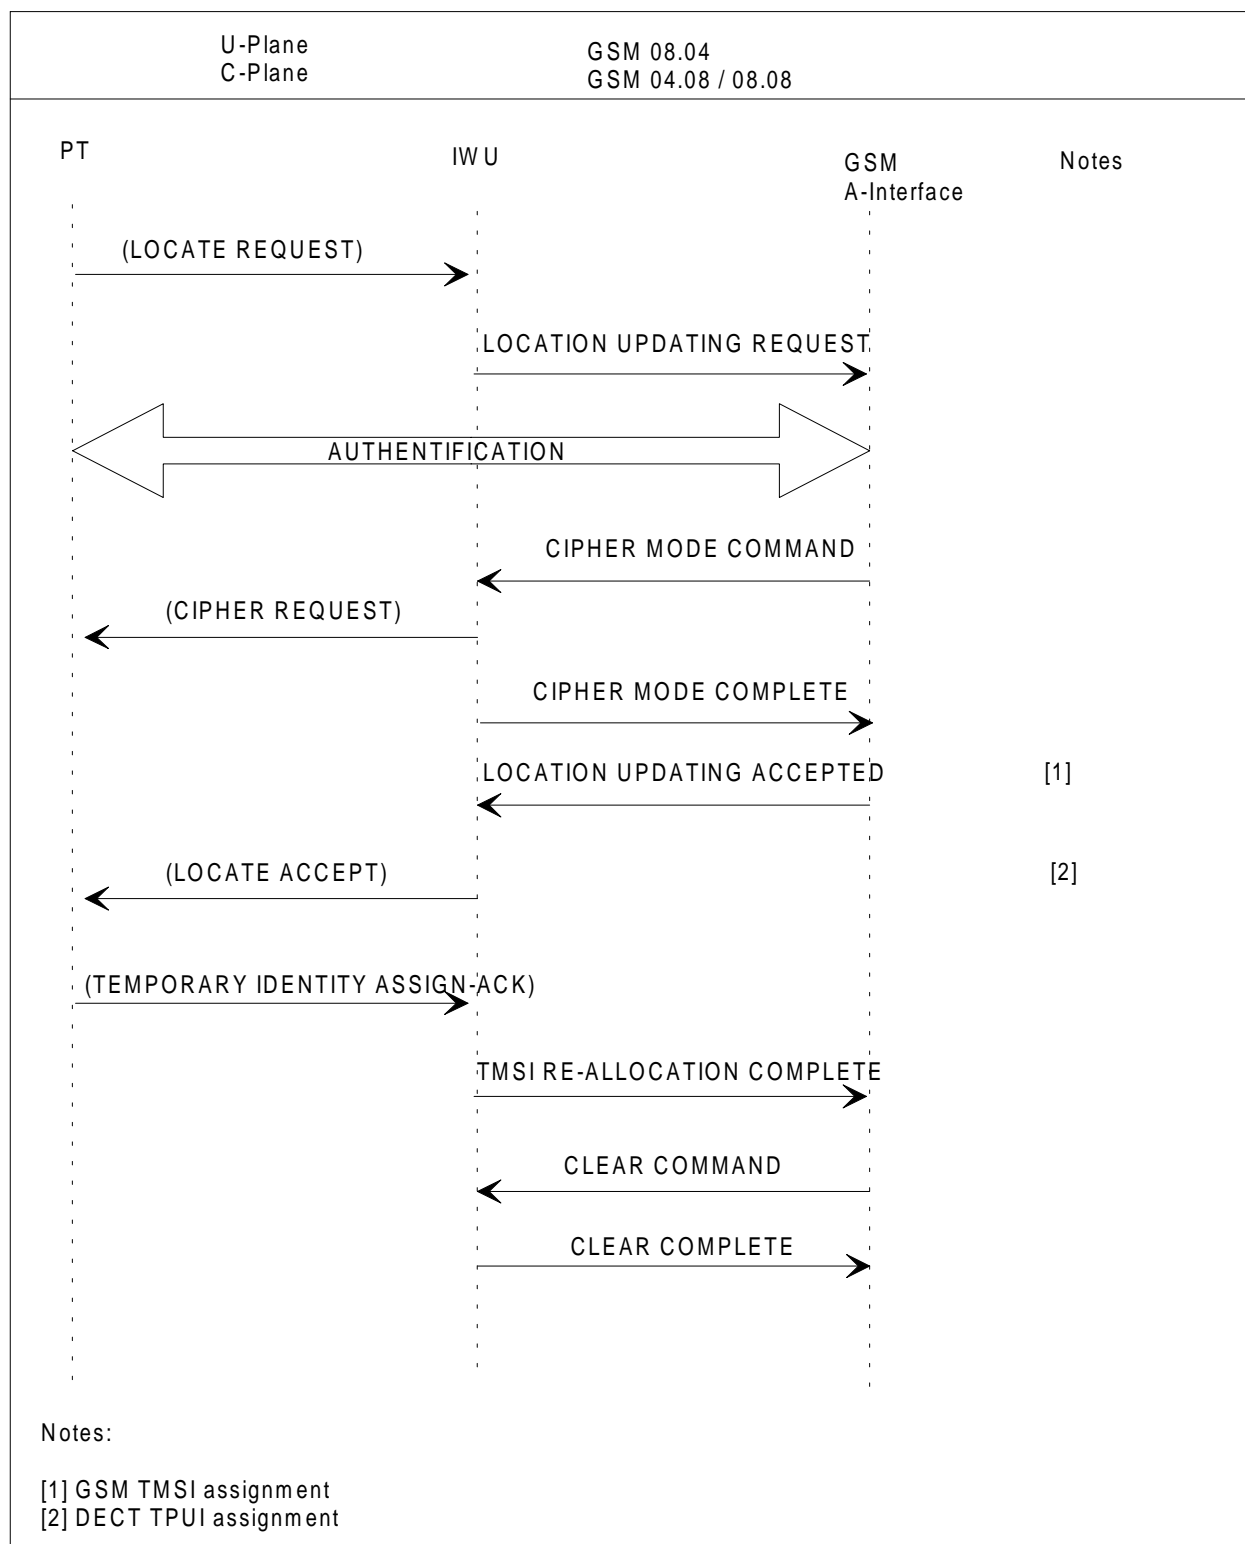 U-Plane
C-Plane
GSM 08.04
GSM 04.08 / 08.08
PT
IWU
GSM
A-Interface
Notes
(LOCATE REQUEST)
LOCATION UPDATING REQUEST
AUTHENTIFICATION
CIPHER MODE COMMAND
(CIPHER REQUEST)
CIPHER MODE COMPLETE
LOCATION UPDATING ACCEPTED [1]
(LOCATE ACCEPT) [2]
(TEMPORARY IDENTITY ASSIGN-ACK)
TMSI RE-ALLOCATION COMPLETE
CLEAR COMMAND
CLEAR COMPLETE
Notes:
[1] GSM TMSI assignment
[2] DECT TPUI assignment